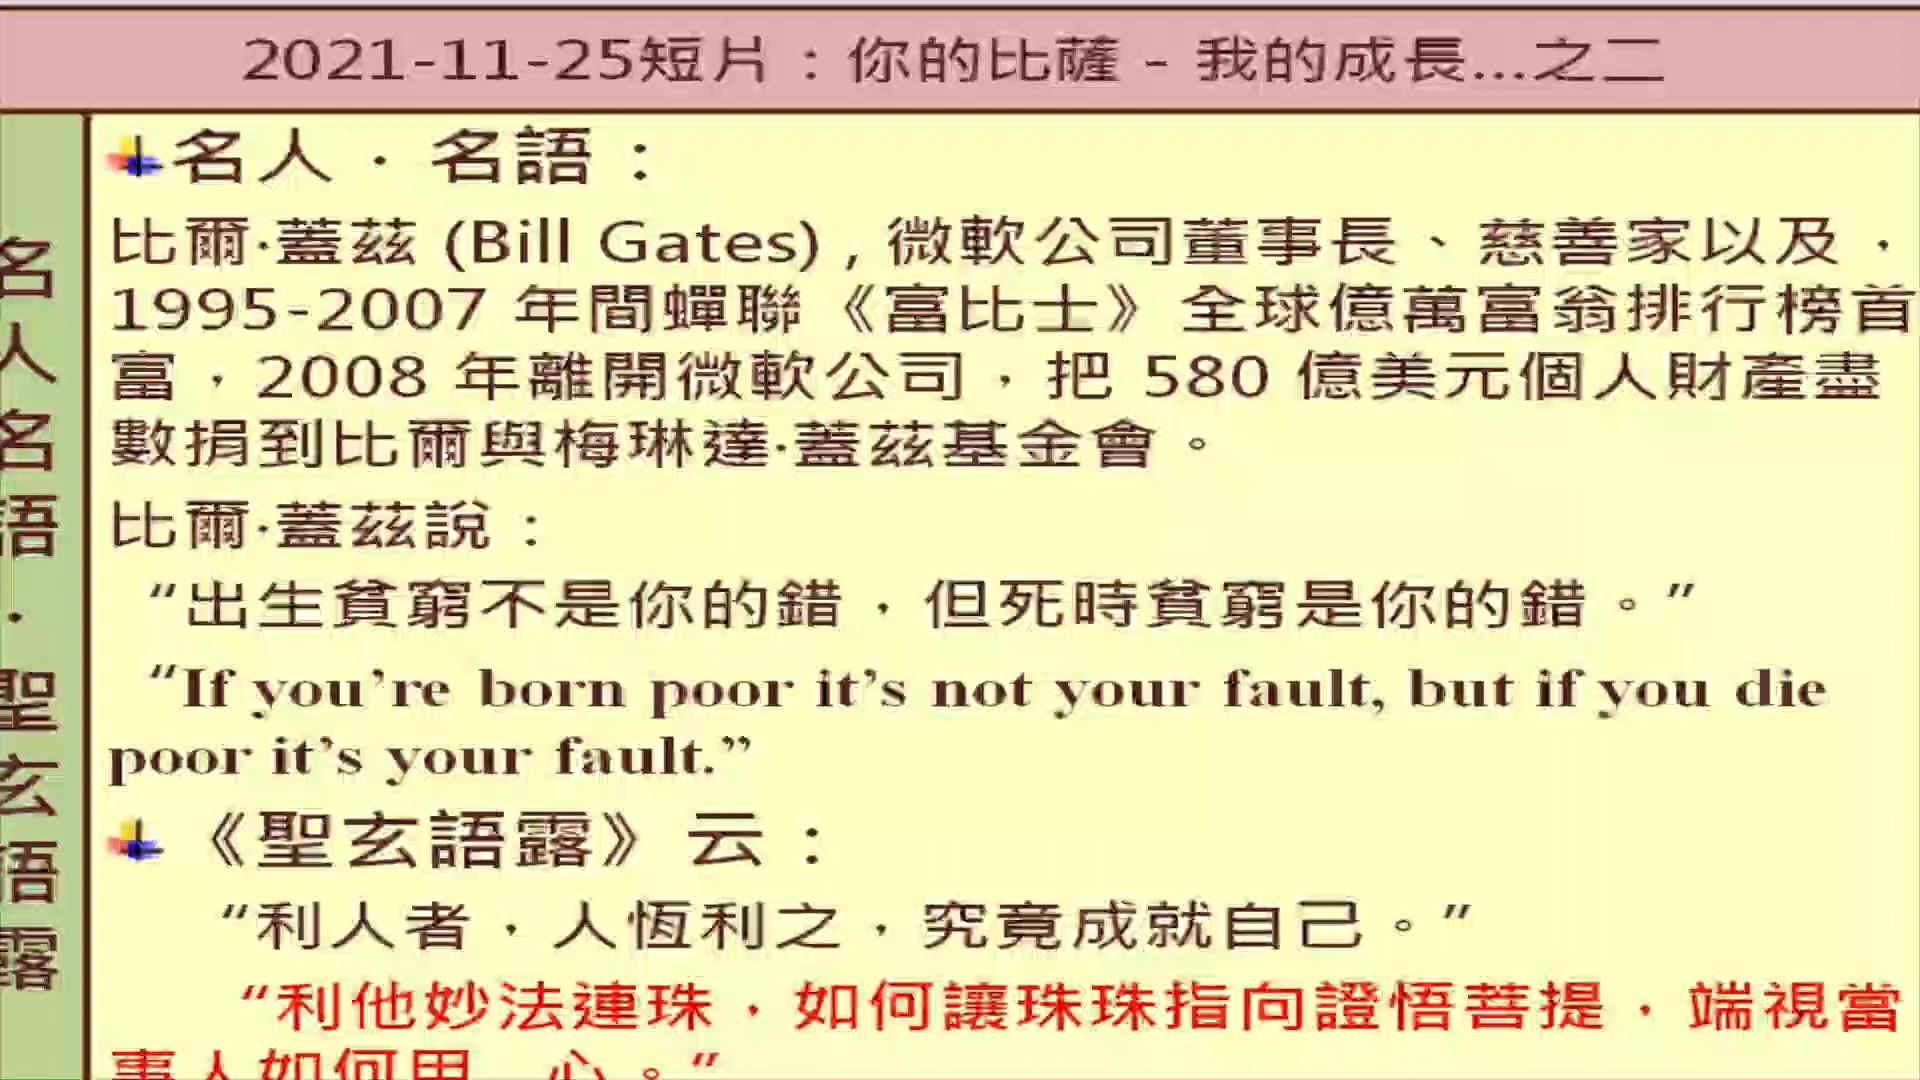 2021-11-25短片：你的比薩 - 我的成長...之二
名人名語·聖玄語露
名人．名語：
比爾·蓋茲 (Bill Gates) , 微軟公司董事長、慈善家以及，
1995-2007 年間蟬聯《富比士》全球億萬富翁排行榜首
富，2008 年離開微軟公司，把 580 億美元個人財產盡
數捐到比爾與梅琳達·蓋茲基金會。
比爾·蓋茲說：
“出生貧窮不是你的錯，但死時貧窮是你的錯。”
“If you’re born poor it’s not your fault, but if you die
poor it’s your fault.”
《聖玄語露》云：
“利人者，人恆利之，究竟成就自己。”
“利他妙法連珠，如何讓珠珠指向證悟菩提，端視當
事人如何用 心。”